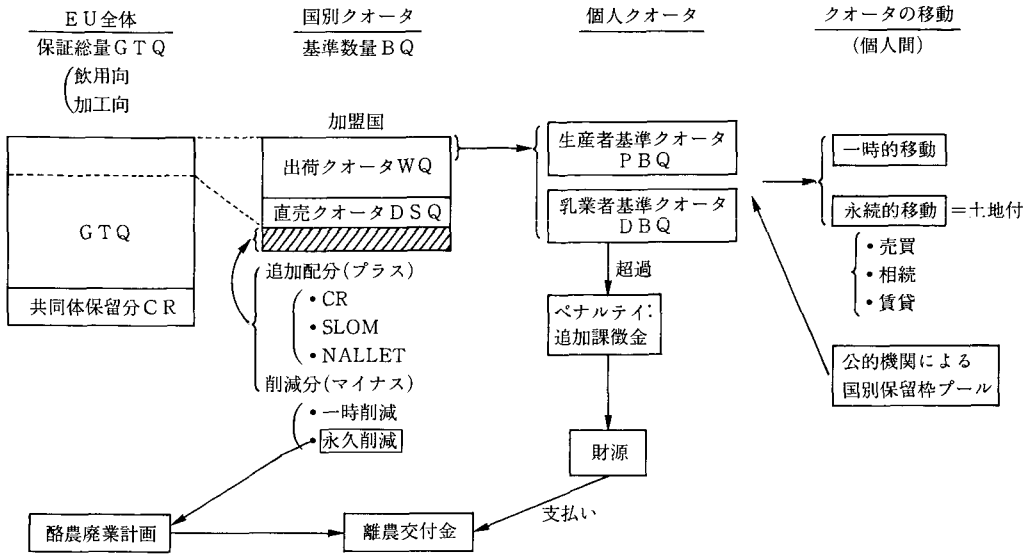 ＥＵ全体
保証総量ＧＴＱ
飲用向
加工向
ＧＴＱ
共同体保留分ＣＲ
国別クオータ
基準数量ＢＱ
加盟国
出荷クオータＷＱ
直売クオータＤＳＱ
追加配分(プラス)
・CR
・SLOM
・NALLET
削減分(マイナス)
・一時削減
・永久削減
個人クオータ
生産者基準クオータ
ＰＢＱ
乳業者基準クオータ
ＤＢＱ
超過
ペナルテイ:
追加課徴金
財源
支払い
クオータの移動
(個人間)
一時的移動
永続的移動＝土地付
・売買
・相続
・賃貸
公的機関による
国別保留枠プール
酪農廃業計画
離農交付金